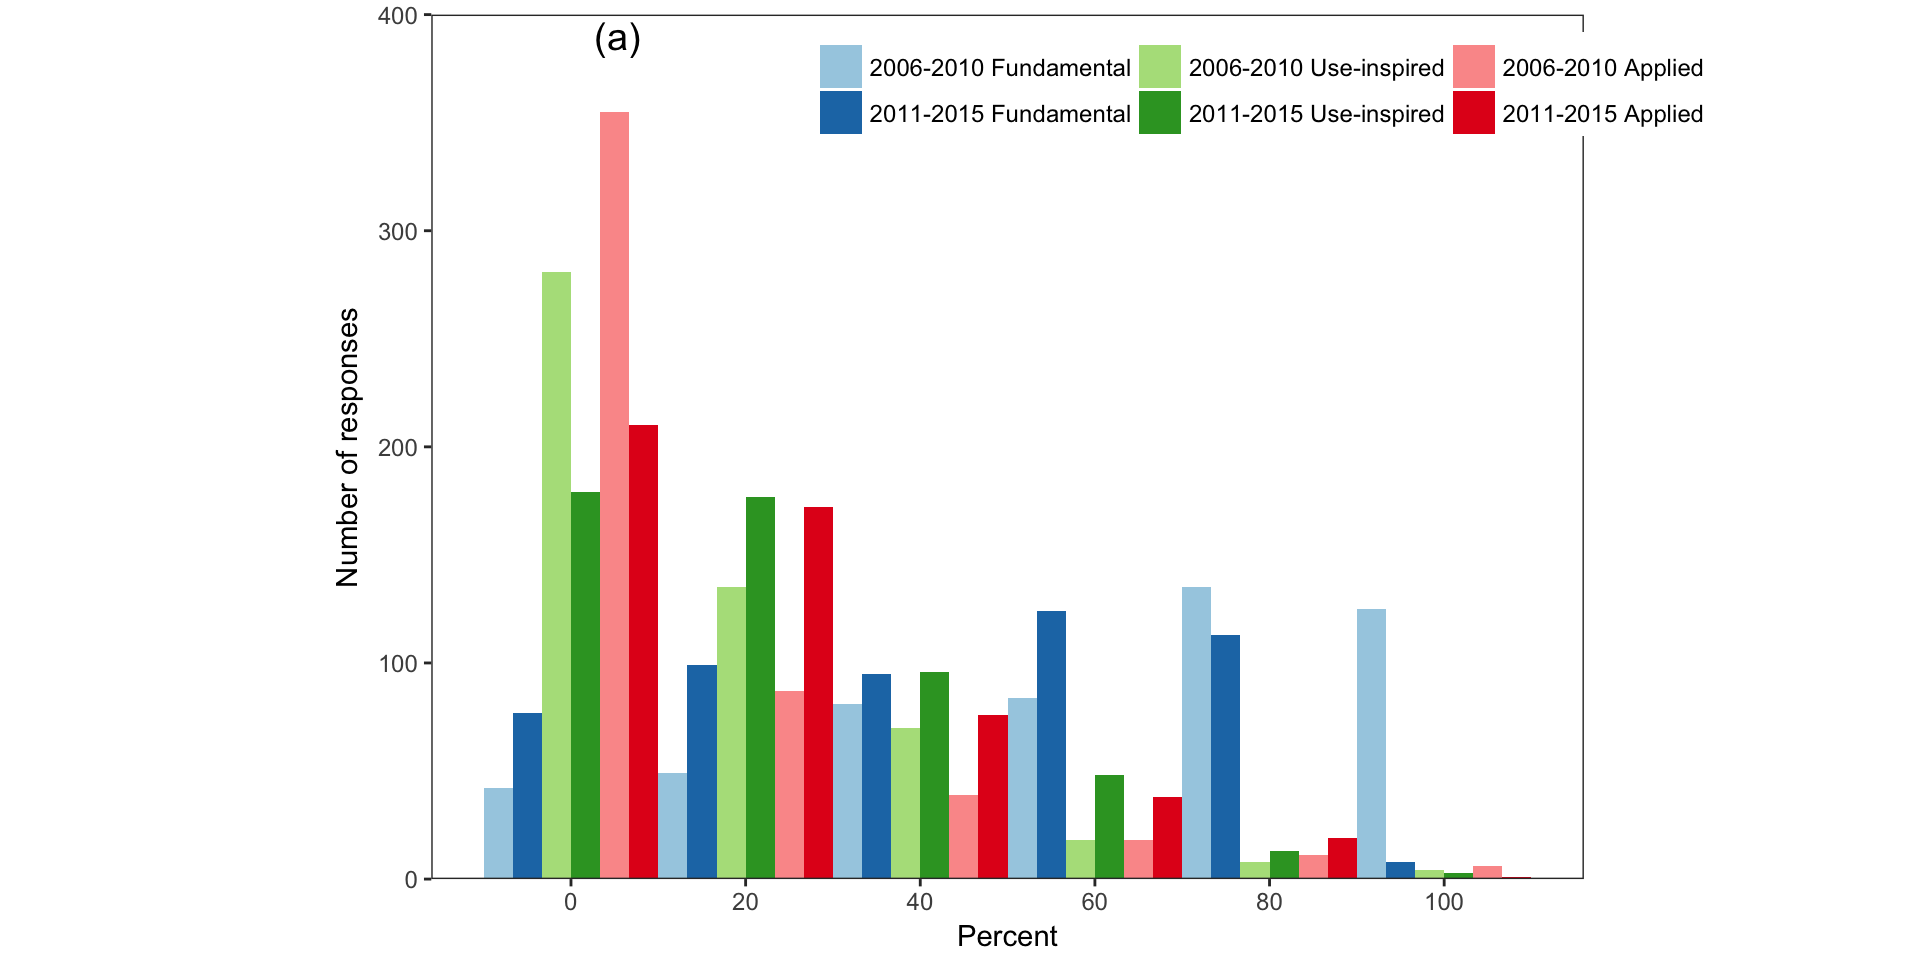 (a)
2006-2010 Fundamental 2006-2010 Use-inspired 2006-2010 Applied
2011-2015 Fundamental 2011-2015 Use-inspired 2011-2015 Applied
400
300
200
100
0
Number of responses
0 20 40 60 80 100
Percent